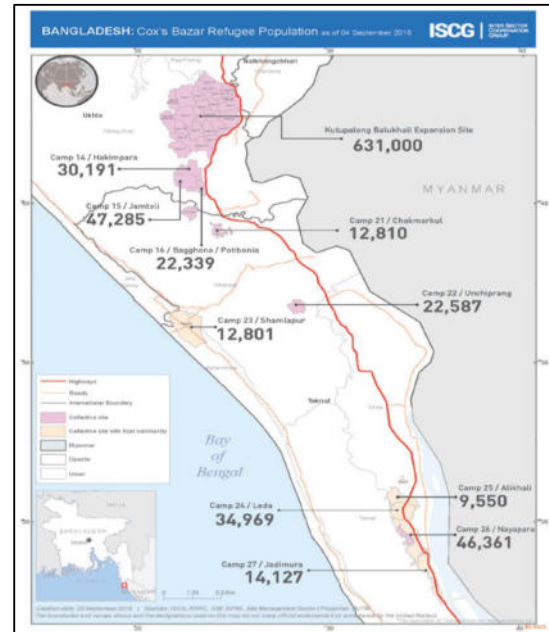 BANGLADESH: Cox's Bazar Refugee Population as of 04 September 2018
ISCG
INTER SECTOR
COORDINATION
GROUP
Ukhia
Kutupalong Balukhali Expansion Site
631,000
Camp 14 / Hakimpara
30,191
MYANMAR
Camp 15 / Jamtoli
47,285
Camp 21 / Chakmarkul
12,810
Camp 16 / Bagghona / Potibonia
22,339
Camp 22 / Unchiprang
22,587
Camp 23 / Shamlapur
12,801
Highways
Roads
International Boundary
Collective site
Collective site with host community
Myanmar
Upazila
Union
Teknaf
Bay
of
Bengal
Camp 25 / Alikhali
9,550
Camp 24 / Leda
34,969
Camp 26 / Nayapara
46,361
Camp 27 / Jadimura
14,127
BANGLADESH